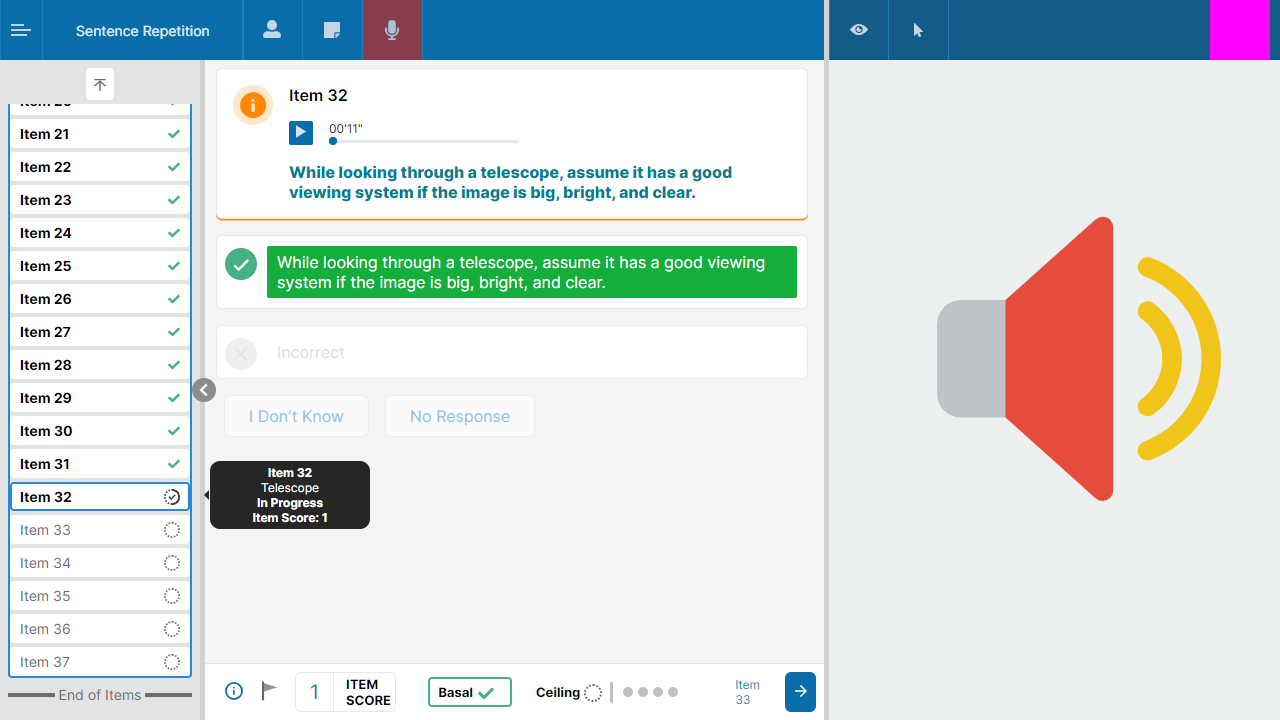 Sentence Repetition
Item 21
Item 22
Item 23
Item 24
Item 25
Item 26
Item 27
Item 28
Item 29
Item 30
Item 31
Item 32
Item 33
Item 34
Item 35
Item 36
Item 37
End of Items
Item 32
00'11"
While looking through a telescope, assume it has a good
viewing system if the image is big, bright, and clear.
While looking through a telescope, assume it has a good viewing
system if the image is big, bright, and clear.
Incorrect
I Don't Know
No Response
Item 32
Telescope
In Progress
Item Score: 1
1
ITEM
SCORE
Basal
Ceiling
Item
33